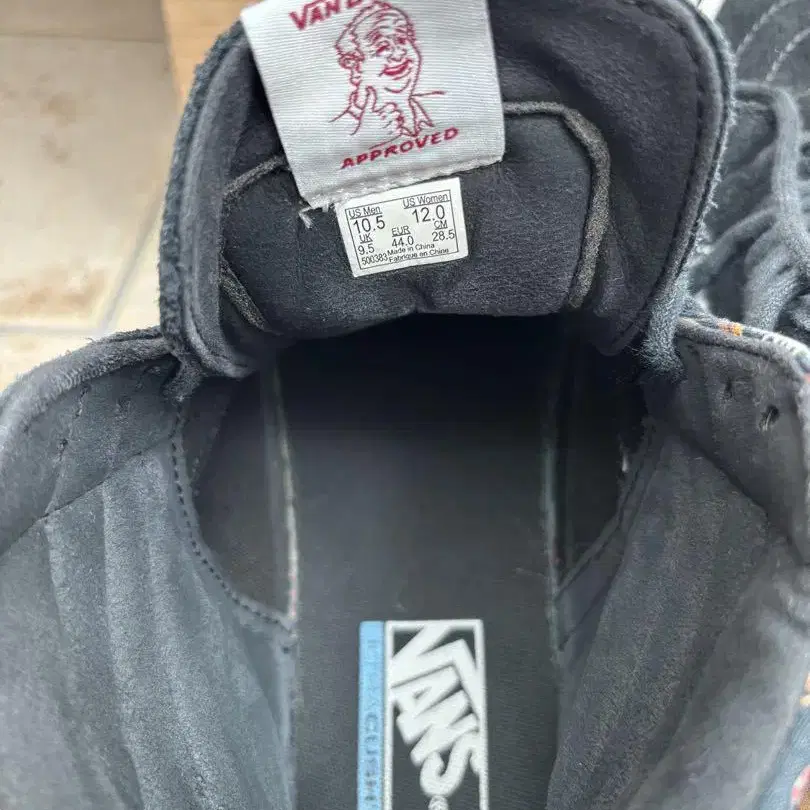 VAN D
APPROVED
US Men US Women
10.5 12.0
UK EUR CM
9.5 44.0 28.5
500383 Made in China
Fabriqué en Chine
VANS